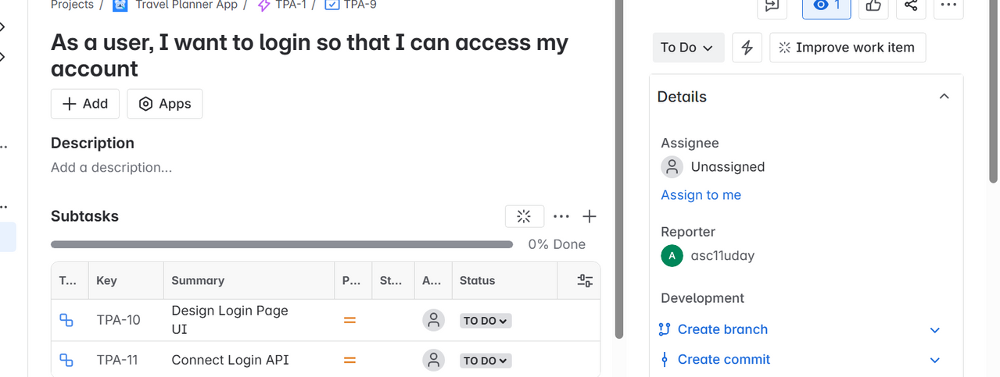 Projects / Travel Planner App / TPA-1 / TPA-9
1
As a user, I want to login so that I can access my
account
To Do
Improve work item
Add
Apps
Details
Description
Add a description...
Assignee
Unassigned
Assign to me
Subtasks
0% Done
Reporter
A
asc11uday
T... Key Summary P... St... A... Status
TPA-10 Design Login Page
UI
TO DO
TPA-11 Connect Login API TO DO
Development
Create branch
Create commit